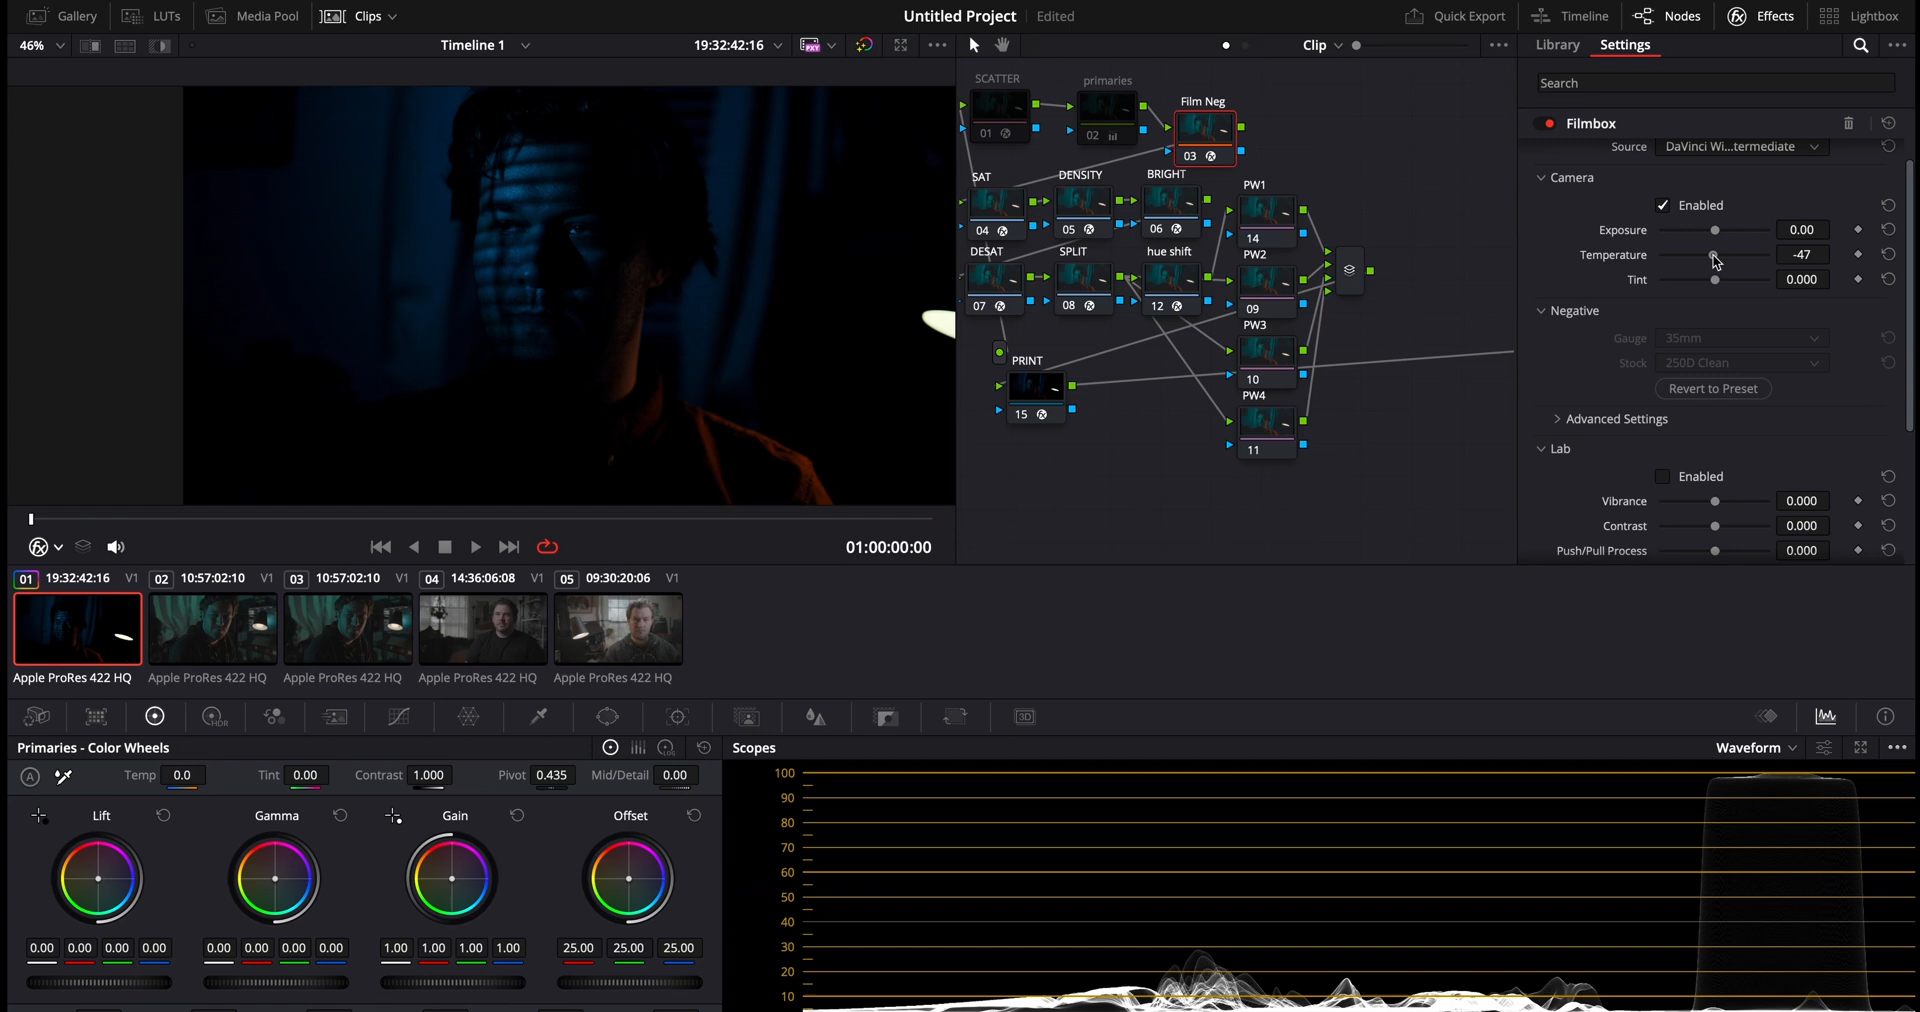 Gallery LUTs Media Pool Clips Untitled Project Edited Quick Export Timeline Nodes Effects Lightbox
46% Timeline 1 19:32:42:16 PXY Clip Library Settings
Search
SCATTER primaries Film Neg
01 02 03
SAT DENSITY BRIGHT PW1
04 05 06 14
DESAT SPLIT hue shift PW2
07 08 12 09
PW3
PRINT 10
PW4
15 11
Filmbox
Source DaVinci Wi...termediate
Camera
Enabled
Exposure 0.00
Temperature -47
Tint 0.000
Negative
Gauge 35mm
Stock 250D Clean
Revert to Preset
Advanced Settings
Lab
Enabled
Vibrance 0.000
Contrast 0.000
Push/Pull Process 0.000
01:00:00:00
01 19:32:42:16 V1 02 10:57:02:10 V1 03 10:57:02:10 V1 04 14:36:06:08 V1 05 09:30:20:06 V1
Apple ProRes 422 HQ Apple ProRes 422 HQ Apple ProRes 422 HQ Apple ProRes 422 HQ Apple ProRes 422 HQ
HDR 3D
Primaries - Color Wheels LOG
A Temp 0.0 Tint 0.00 Contrast 1.000 Pivot 0.435 Mid/Detail 0.00
Lift Gamma Gain Offset
0.00 0.00 0.00 0.00 0.00 0.00 0.00 0.00 1.00 1.00 1.00 1.00 25.00 25.00 25.00
Scopes Waveform
100
90
80
70
60
50
40
30
20
10